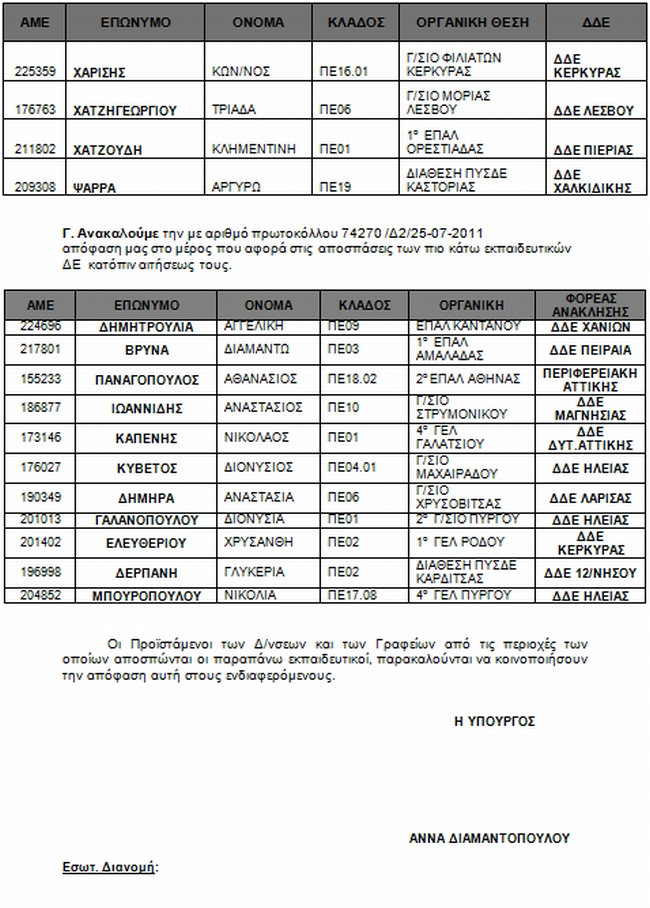 ΑΜΕ ΕΠΩΝΥΜΟ ΟΝΟΜΑ ΚΛΑΔΟΣ ΟΡΓΑΝΙΚΗ ΘΕΣΗ ΔΔΕ
225359 ΧΑΡΙΣΗΣ ΚΩΝ/ΝΟΣ ΠΕ16.01 Γ/ΣΙΟ ΦΙΛΙΑΤΩΝ ΚΕΡΚΥΡΑΣ ΔΔΕ ΚΕΡΚΥΡΑΣ
176763 ΧΑΤΖΗΓΕΩΡΓΙΟΥ ΤΡΙΑΔΑ ΠΕ06 Γ/ΣΙΟ ΜΟΡΙΑΣ ΛΕΣΒΟΥ ΔΔΕ ΛΕΣΒΟΥ
211802 ΧΑΤΖΟΥΔΗ ΚΛΗΜΕΝΤΙΝΗ ΠΕ01 1º ΕΠΑΛ ΟΡΕΣΤΙΑΔΑΣ ΔΔΕ ΠΙΕΡΙΑΣ
209308 ΨΑΡΡΑ ΑΡΓΥΡΩ ΠΕ19 ΔΙΑΘΕΣΗ ΠΥΣΔΕ ΚΑΣΤΟΡΙΑΣ ΔΔΕ ΧΑΛΚΙΔΙΚΗΣ
Γ. Ανακαλούμε την με αριθμό πρωτοκόλλου 74270 /Δ2/25-07-2011
απόφαση μας στο μέρος που αφορά στις αποσπάσεις των πιο κάτω εκπαιδευτικών
ΔΕ κατόπιν αιτήσεως τους.
ΑΜΕ ΕΠΩΝΥΜΟ ΟΝΟΜΑ ΚΛΑΔΟΣ ΟΡΓΑΝΙΚΗ ΦΟΡΕΑΣ ΑΝΑΚΛΗΣΗΣ
224696 ΔΗΜΗΤΡΟΥΛΙΑ ΑΓΓΕΛΙΚΗ ΠΕ09 ΕΠΑΛ ΚΑΝΤΑΝΟΥ ΔΔΕ ΧΑΝΙΩΝ
217801 ΒΡΥΝΑ ΔΙΑΜΑΝΤΩ ΠΕ03 1º ΕΠΑΛ ΑΜΑΛΑΔΑΣ ΔΔΕ ΠΕΙΡΑΙΑ
155233 ΠΑΝΑΓΟΠΟΥΛΟΣ ΑΘΑΝΑΣΙΟΣ ΠΕ18.02 2º ΕΠΑΛ ΑΘΗΝΑΣ ΠΕΡΙΦΕΡΕΙΑΚΗ ΑΤΤΙΚΗΣ
186877 ΙΩΑΝΝΙΔΗΣ ΑΝΑΣΤΑΣΙΟΣ ΠΕ10 Γ/ΣΙΟ ΣΤΡΥΜΟΝΙΚΟΥ ΔΔΕ ΜΑΓΝΗΣΙΑΣ
173146 ΚΑΠΕΝΗΣ ΝΙΚΟΛΑΟΣ ΠΕ01 4º ΓΕΛ ΓΑΛΑΤΣΙΟΥ ΔΔΕ ΔΥΤ.ΑΤΤΙΚΗΣ
176027 ΚΥΒΕΤΟΣ ΔΙΟΝΥΣΙΟΣ ΠΕ04.01 Γ/ΣΙΟ ΜΑΧΑΙΡΑΔΟΥ ΔΔΕ ΗΛΕΙΑΣ
190349 ΔΗΜΗΡΑ ΑΝΑΣΤΑΣΙΑ ΠΕ06 Γ/ΣΙΟ ΧΡΥΣΟΒΙΤΣΑΣ ΔΔΕ ΛΑΡΙΣΑΣ
201013 ΓΑΛΑΝΟΠΟΥΛΟΥ ΔΙΟΝΥΣΙΑ ΠΕ01 2º Γ/ΣΙΟ ΠΥΡΓΟΥ ΔΔΕ ΗΛΕΙΑΣ
201402 ΕΛΕΥΘΕΡΙΟΥ ΧΡΥΣΑΝΘΗ ΠΕ02 1º ΓΕΛ ΡΟΔΟΥ ΔΔΕ ΚΕΡΚΥΡΑΣ
196998 ΔΕΡΠΑΝΗ ΓΛΥΚΕΡΙΑ ΠΕ02 ΔΙΑΘΕΣΗ ΠΥΣΔΕ ΚΑΡΔΙΤΣΑΣ ΔΔΕ 12/ΝΗΣΟΥ
204852 ΜΠΟΥΡΟΠΟΥΛΟΥ ΝΙΚΟΛΙΑ ΠΕ17.08 4º ΓΕΛ ΠΥΡΓΟΥ ΔΔΕ ΗΛΕΙΑΣ
Οι Προϊστάμενοι των Δ/νσεων και των Γραφείων από τις περιοχές των
οποίων αποσπώνται οι παραπάνω εκπαιδευτικοί, παρακαλούνται να κοινοποιήσουν
την απόφαση αυτή στους ενδιαφερόμενους.
Η ΥΠΟΥΡΓΟΣ
ΑΝΝΑ ΔΙΑΜΑΝΤΟΠΟΥΛΟΥ
Εσωτ. Διανομή: